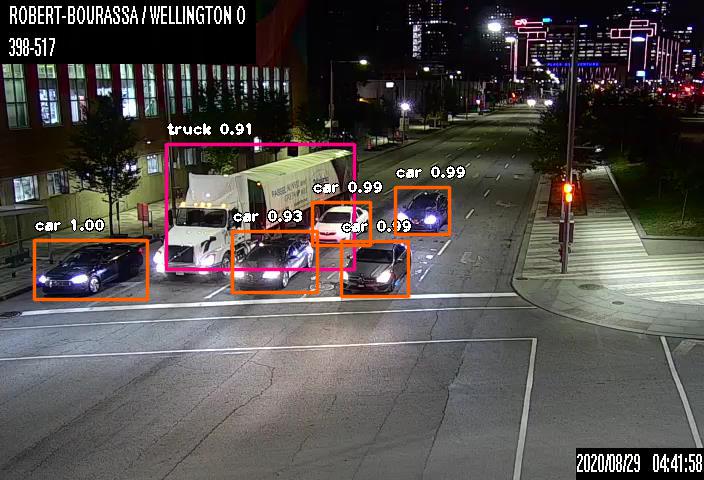 ROBERT-BOURASSA / WELLINGTON O
398-517
truck 0.91
car 0.99
car 0.99
car 0.93
car 0.99
car 1.00
2020/08/29 04:41:58